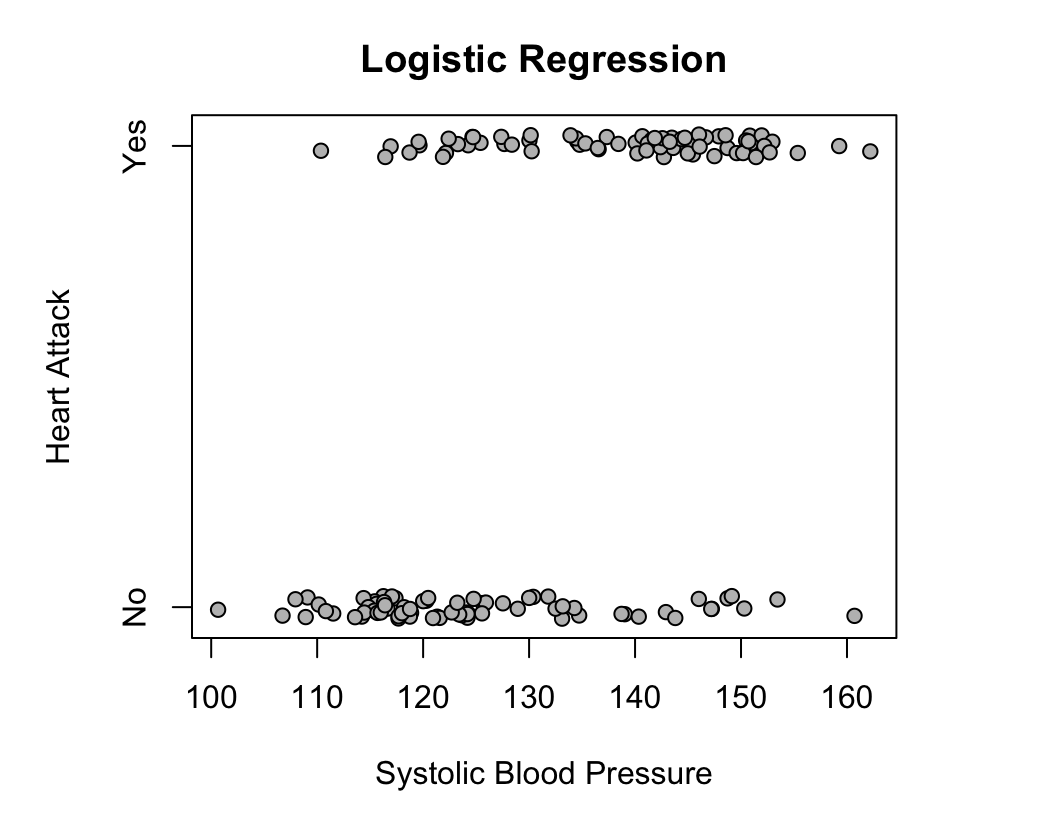 Logistic Regression
Yes
Heart Attack
No
100 110 120 130 140 150 160
Systolic Blood Pressure